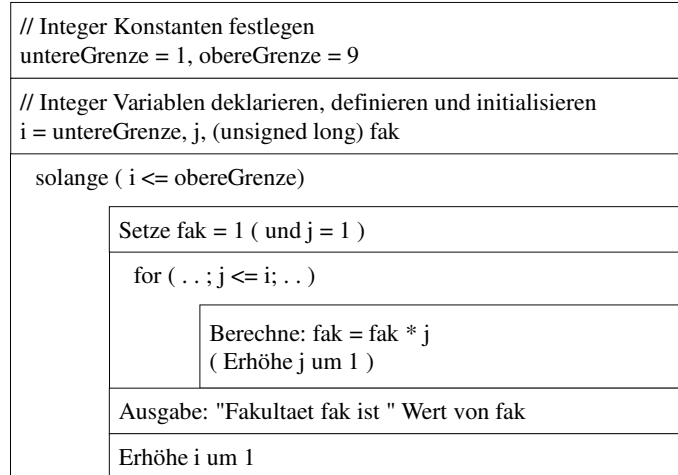 // Integer Konstanten festlegen
untereGrenze = 1, obereGrenze = 9
// Integer Variablen deklarieren, definieren und initialisieren
i = untereGrenze, j, (unsigned long) fak
solange ( i <= obereGrenze)
Setze fak = 1 ( und j = 1 )
for ( . . ; j <= i; . . )
Berechne: fak = fak * j
( Erhöhe j um 1 )
Ausgabe: "Fakultaet fak ist " Wert von fak
Erhöhe i um 1